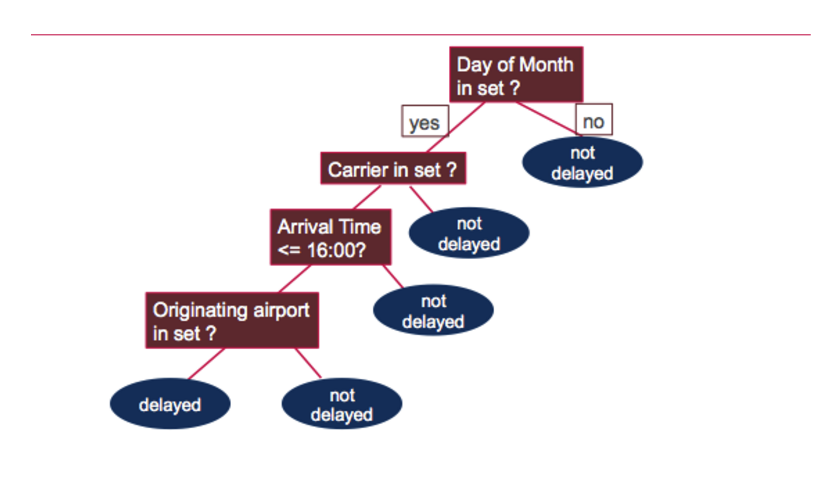 Day of Month
in set ?
yes
no
not
delayed
Carrier in set ?
Arrival Time
<= 16:00?
not
delayed
Originating airport
in set ?
not
delayed
delayed
not
delayed